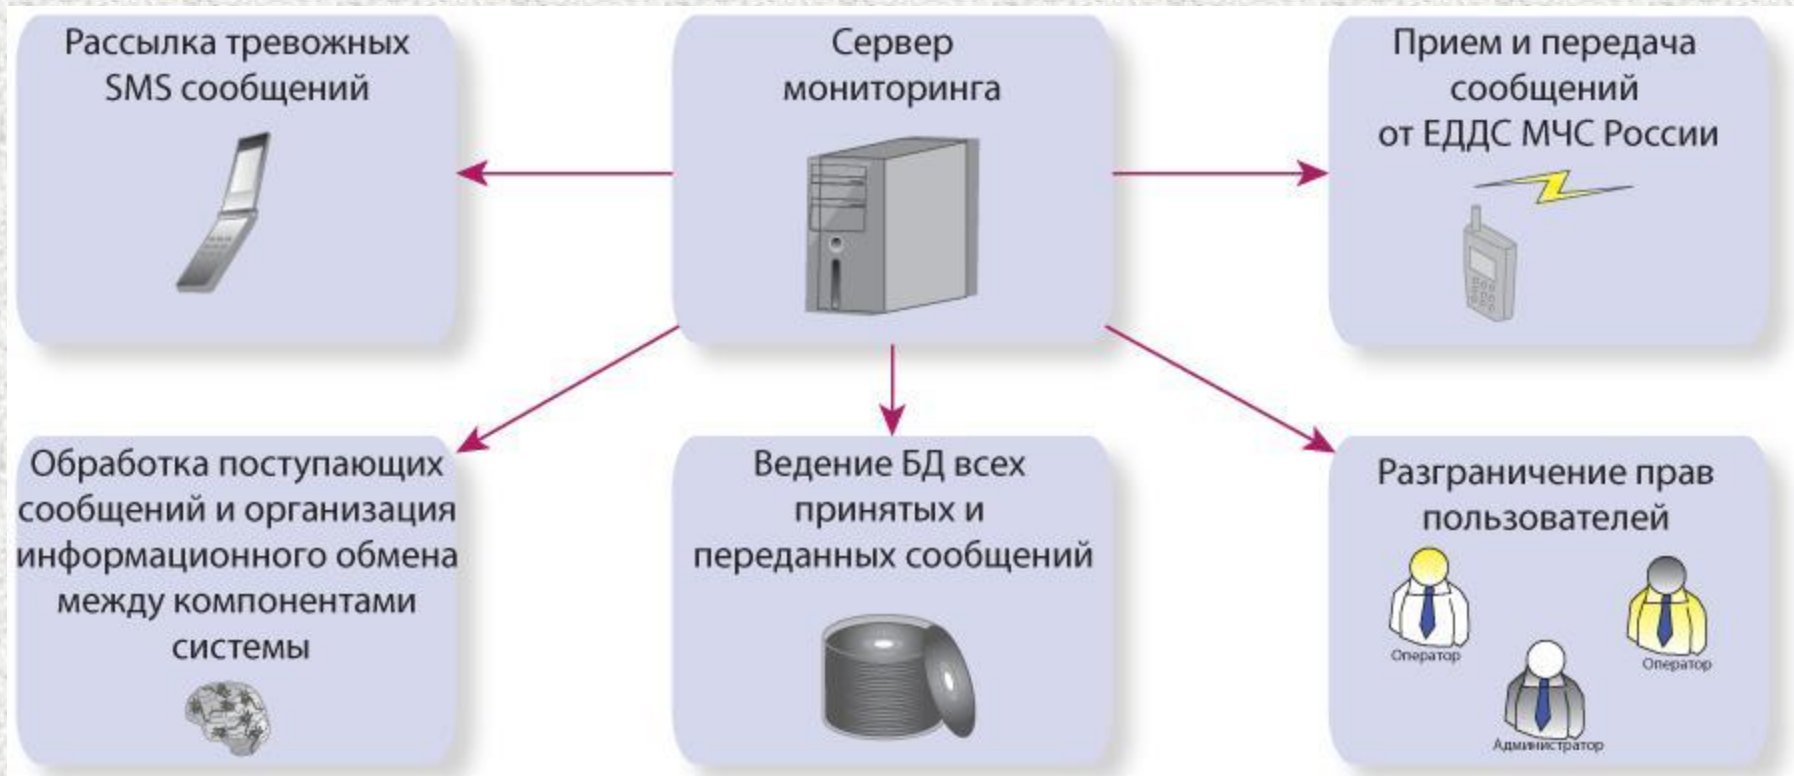 Рассылка тревожных
SMS сообщений
Сервер
мониторинга
Прием и передача
сообщений
от ЕДДС МЧС России
Обработка поступающих
сообщений и организация
информационного обмена
между компонентами
системы
Ведение БД всех
принятых и
переданных сообщений
Разграничение прав
пользователей
Оператор
Оператор
Администратор